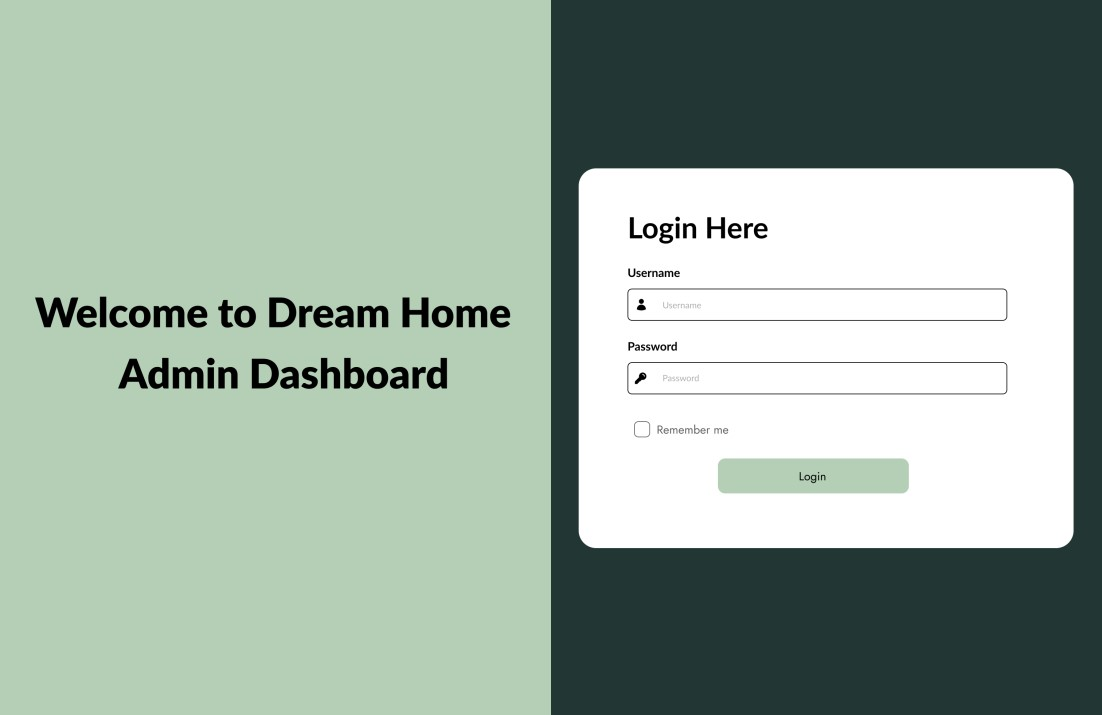 Welcome to Dream Home
Admin Dashboard
Login Here
Username
Username
Password
Password
Remember me
Login